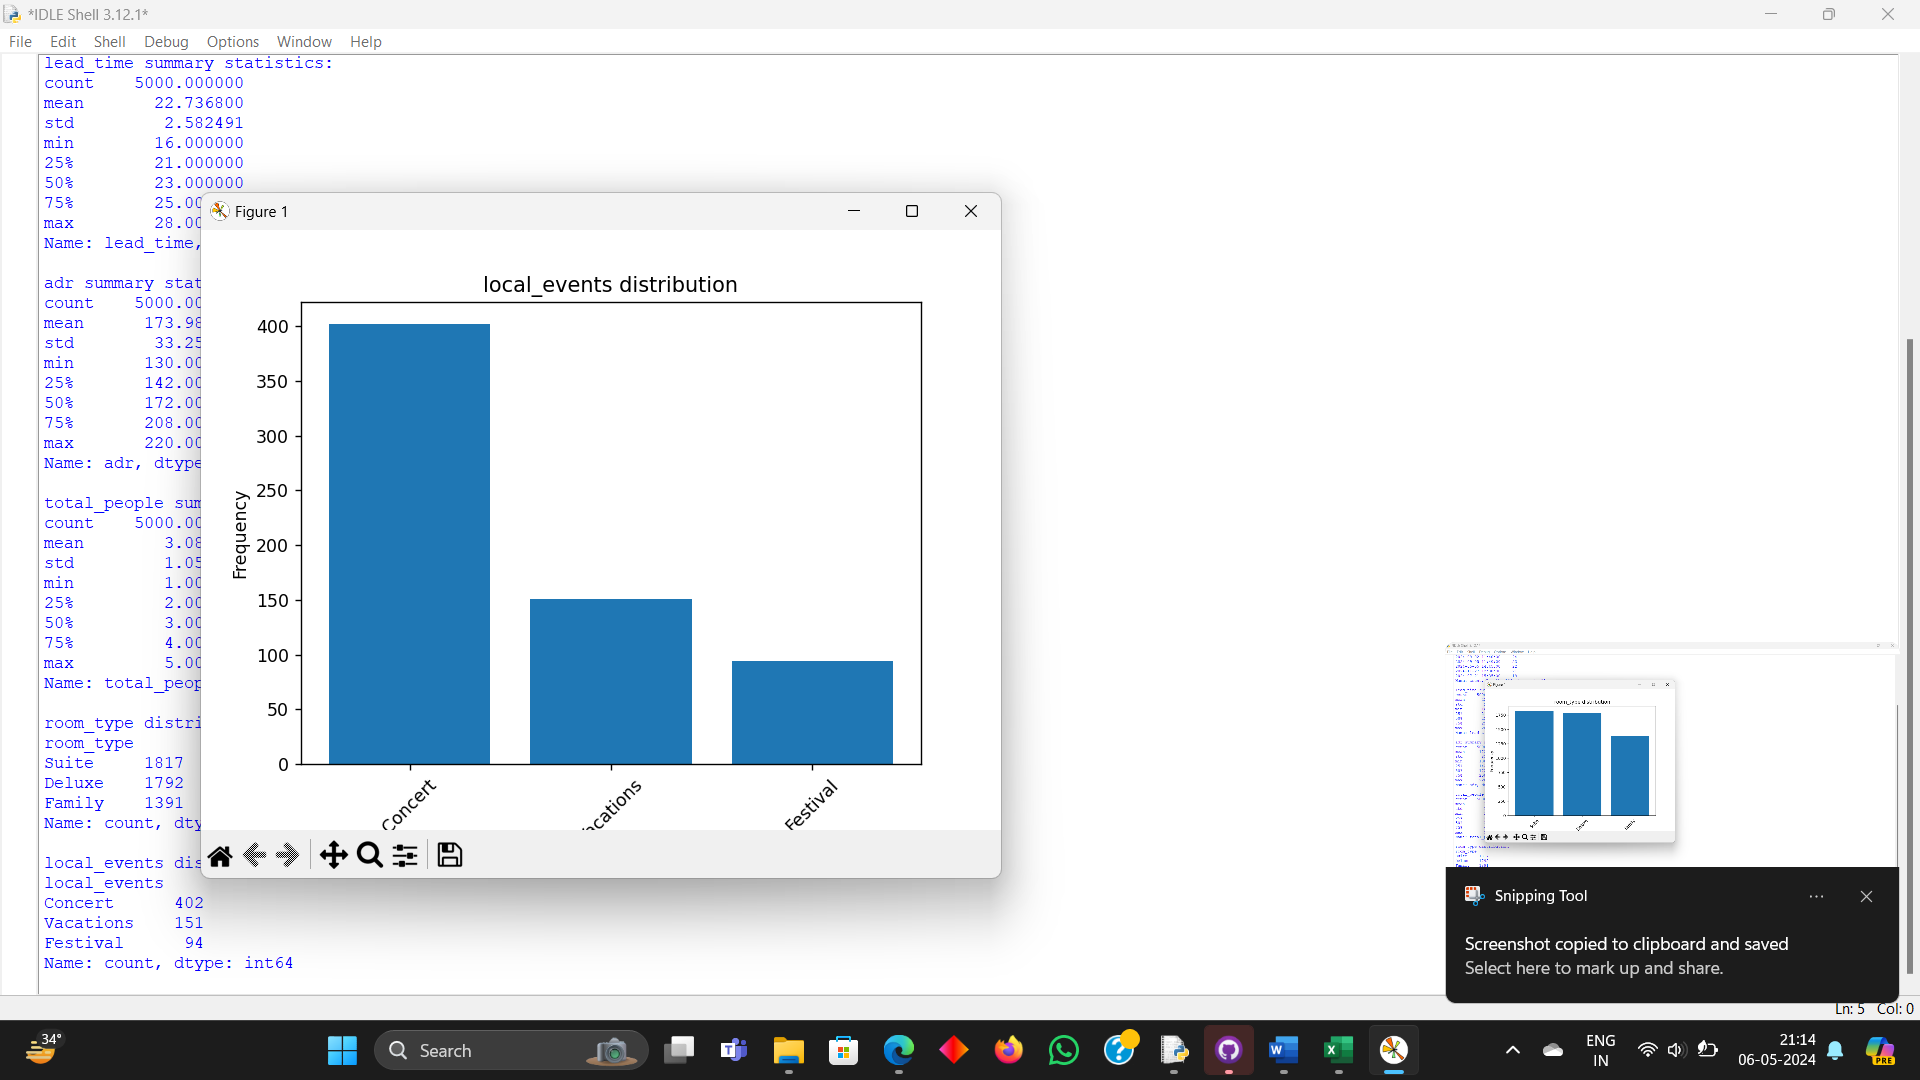 *IDLE Shell 3.12.1*
File Edit Shell Debug Options Window Help
lead_time summary statistics:
count 5000.000000
mean 22.736800
std 2.582491
min 16.000000
25% 21.000000
50% 23.000000
75% 25.00
max 28.00
Name: lead_time,
adr summary stat
count 5000.00
mean 173.98
std 33.25
min 130.00
25% 142.00
50% 172.00
75% 208.00
max 220.00
Name: adr, dtype
total_people sum
count 5000.00
mean 3.08
std 1.05
min 1.00
25% 2.00
50% 3.00
75% 4.00
max 5.00
Name: total_peop
room_type distri
room_type
Suite 1817
Deluxe 1792
Family 1391
Name: count, dty
local_events dis
local_events
Concert 402
Vacations 151
Festival 94
Name: count, dtype: int64
Figure 1
local_events distribution
Frequency
400
350
300
250
200
150
100
50
0
Concert
acations
Festival
room_type distribution
Snipping Tool
Screenshot copied to clipboard and saved
Select here to mark up and share.
Ln: 5 Col: 0
34°
Search
ENG
IN
21:14
06-05-2024
PRE